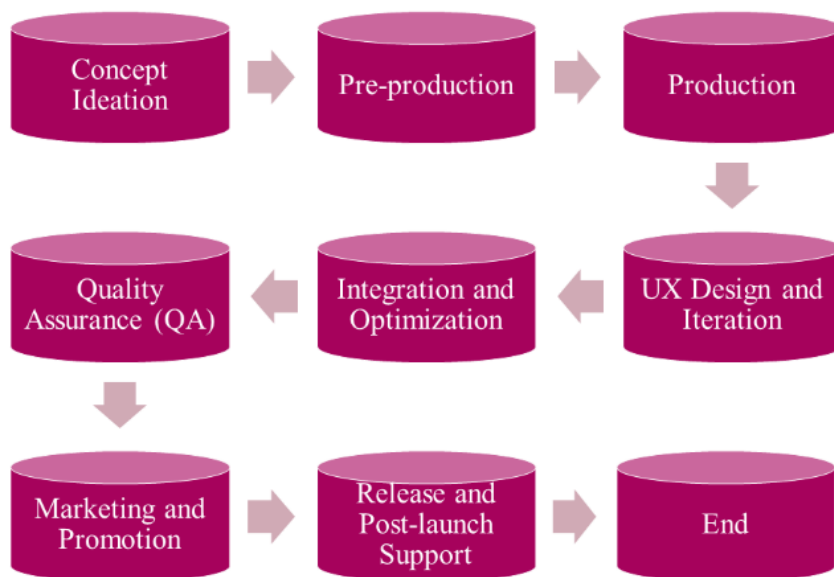 Concept
Ideation
Pre-production
Production
UX Design and
Iteration
Integration and
Optimization
Quality
Assurance (QA)
Marketing and
Promotion
Release and
Post-launch
Support
End